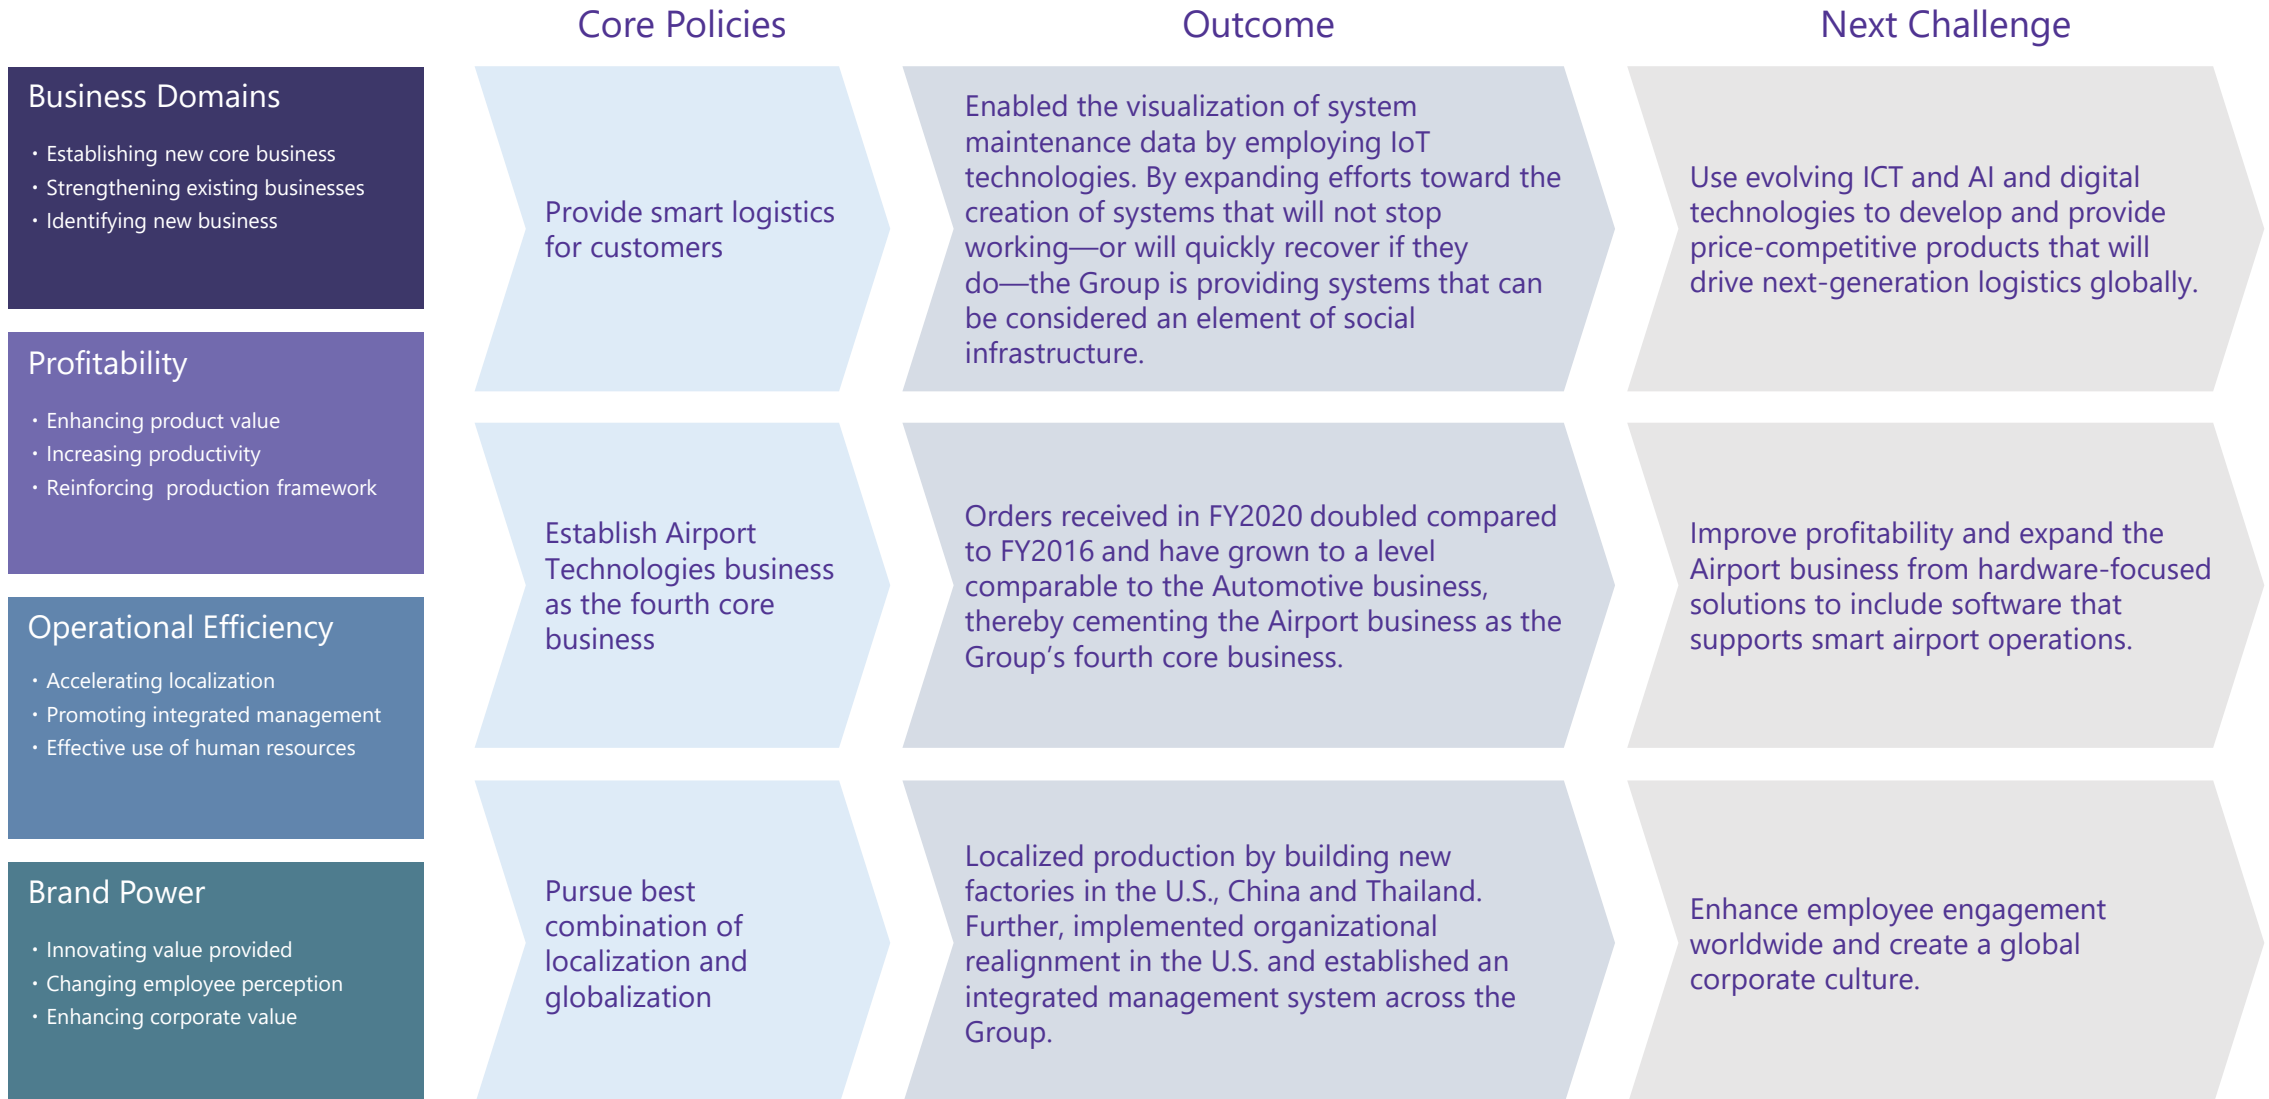 Core Policies
Outcome
Next Challenge
Business Domains
・Establishing new core business
・Strengthening existing businesses
・Identifying new business
Profitability
・Enhancing product value
・Increasing productivity
・Reinforcing  production framework
Operational Efficiency
・Accelerating localization
・Promoting integrated management
・Effective use of human resources
Brand Power
・Innovating value provided
・Changing employee perception
・Enhancing corporate value
Provide smart logistics
for customers
Enabled the visualization of system
maintenance data by employing IoT
technologies. By expanding efforts toward the
creation of systems that will not stop
working—or will quickly recover if they
do—the Group is providing systems that can
be considered an element of social
infrastructure.
Use evolving ICT and AI and digital
technologies to develop and provide
price-competitive products that will
drive next-generation logistics globally.
Establish Airport
Technologies business
as the fourth core
business
Orders received in FY2020 doubled compared
to FY2016 and have grown to a level
comparable to the Automotive business,
thereby cementing the Airport business as the
Group’s fourth core business.
Improve profitability and expand the
Airport business from hardware-focused
solutions to include software that
supports smart airport operations.
Pursue best
combination of
localization and
globalization
Localized production by building new
factories in the U.S., China and Thailand.
Further, implemented organizational
realignment in the U.S. and established an
integrated management system across the
Group.
Enhance employee engagement
worldwide and create a global
corporate culture.